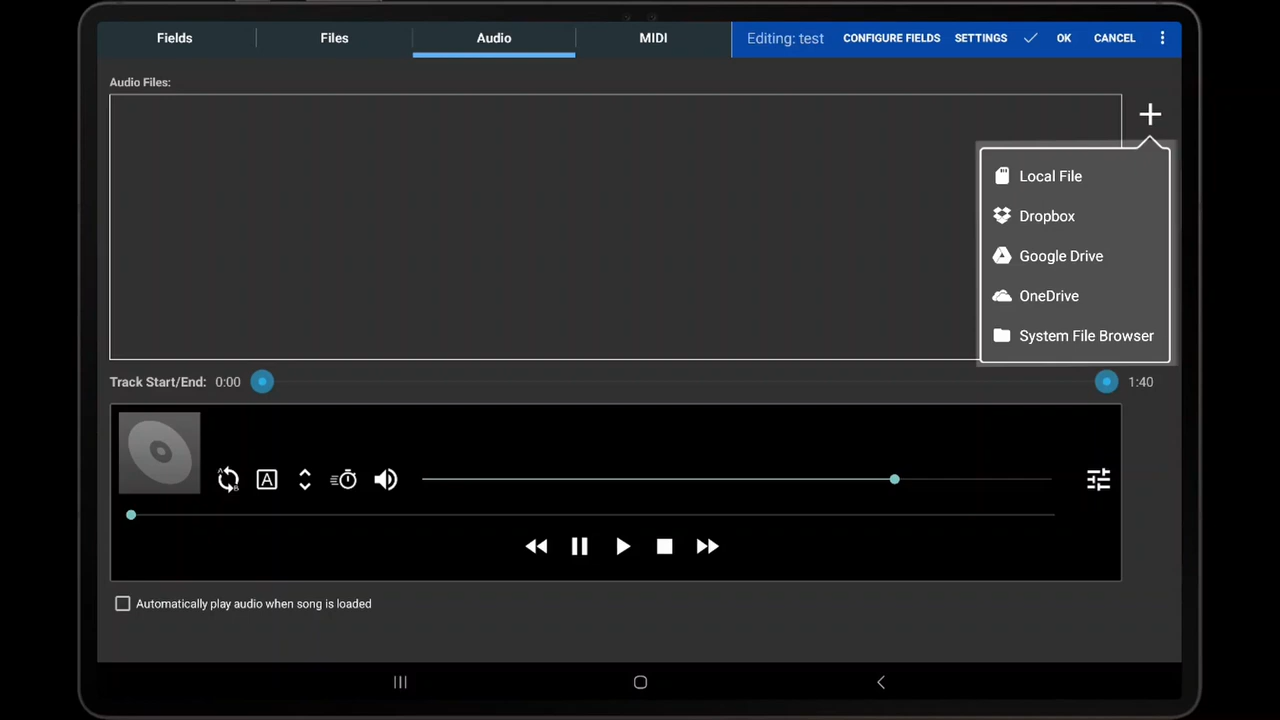 Fields
Files
Audio
MIDI
Editing: test
CONFIGURE FIELDS
SETTINGS
OK
CANCEL
Audio Files:
Local File
Dropbox
Google Drive
OneDrive
System File Browser
Track Start/End: 0:00
1:40
A
B
A
Automatically play audio when song is loaded